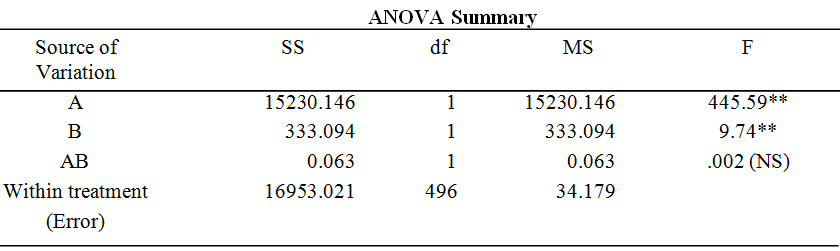 ANOVA Summary
Source of Variation SS df MS F
A 15230.146 1 15230.146 445.59**
B 333.094 1 333.094 9.74**
AB 0.063 1 0.063 .002 (NS)
Within treatment (Error) 16953.021 496 34.179